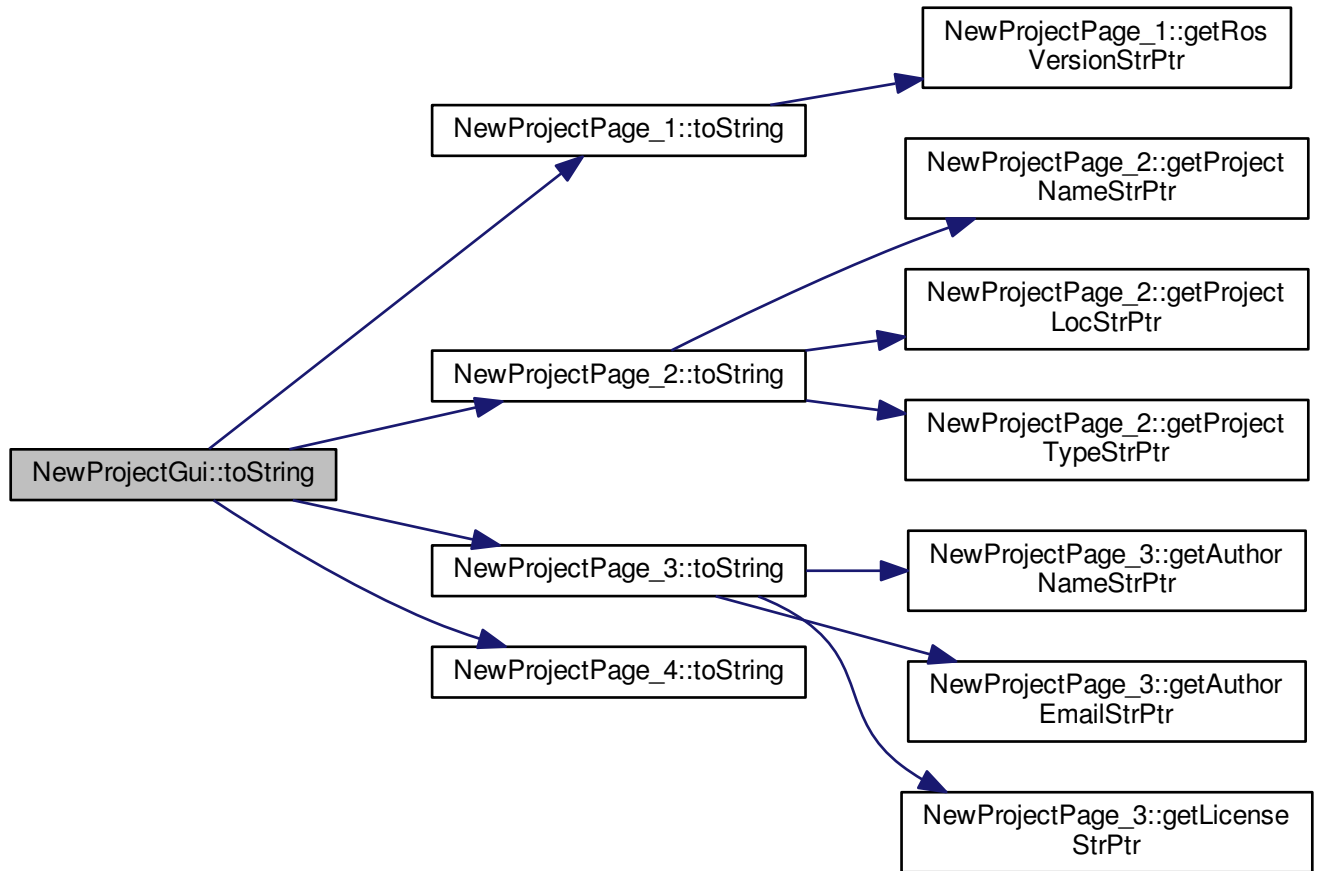 NewProjectPage_1::getRos
VersionStrPtr
NewProjectPage_1::toString
NewProjectPage_2::getProject
NameStrPtr
NewProjectPage_2::getProject
LocStrPtr
NewProjectPage_2::toString
NewProjectPage_2::getProject
TypeStrPtr
NewProjectGui::toString
NewProjectPage_3::getAuthor
NameStrPtr
NewProjectPage_3::toString
NewProjectPage_4::toString
NewProjectPage_3::getAuthor
EmailStrPtr
NewProjectPage_3::getLicense
StrPtr